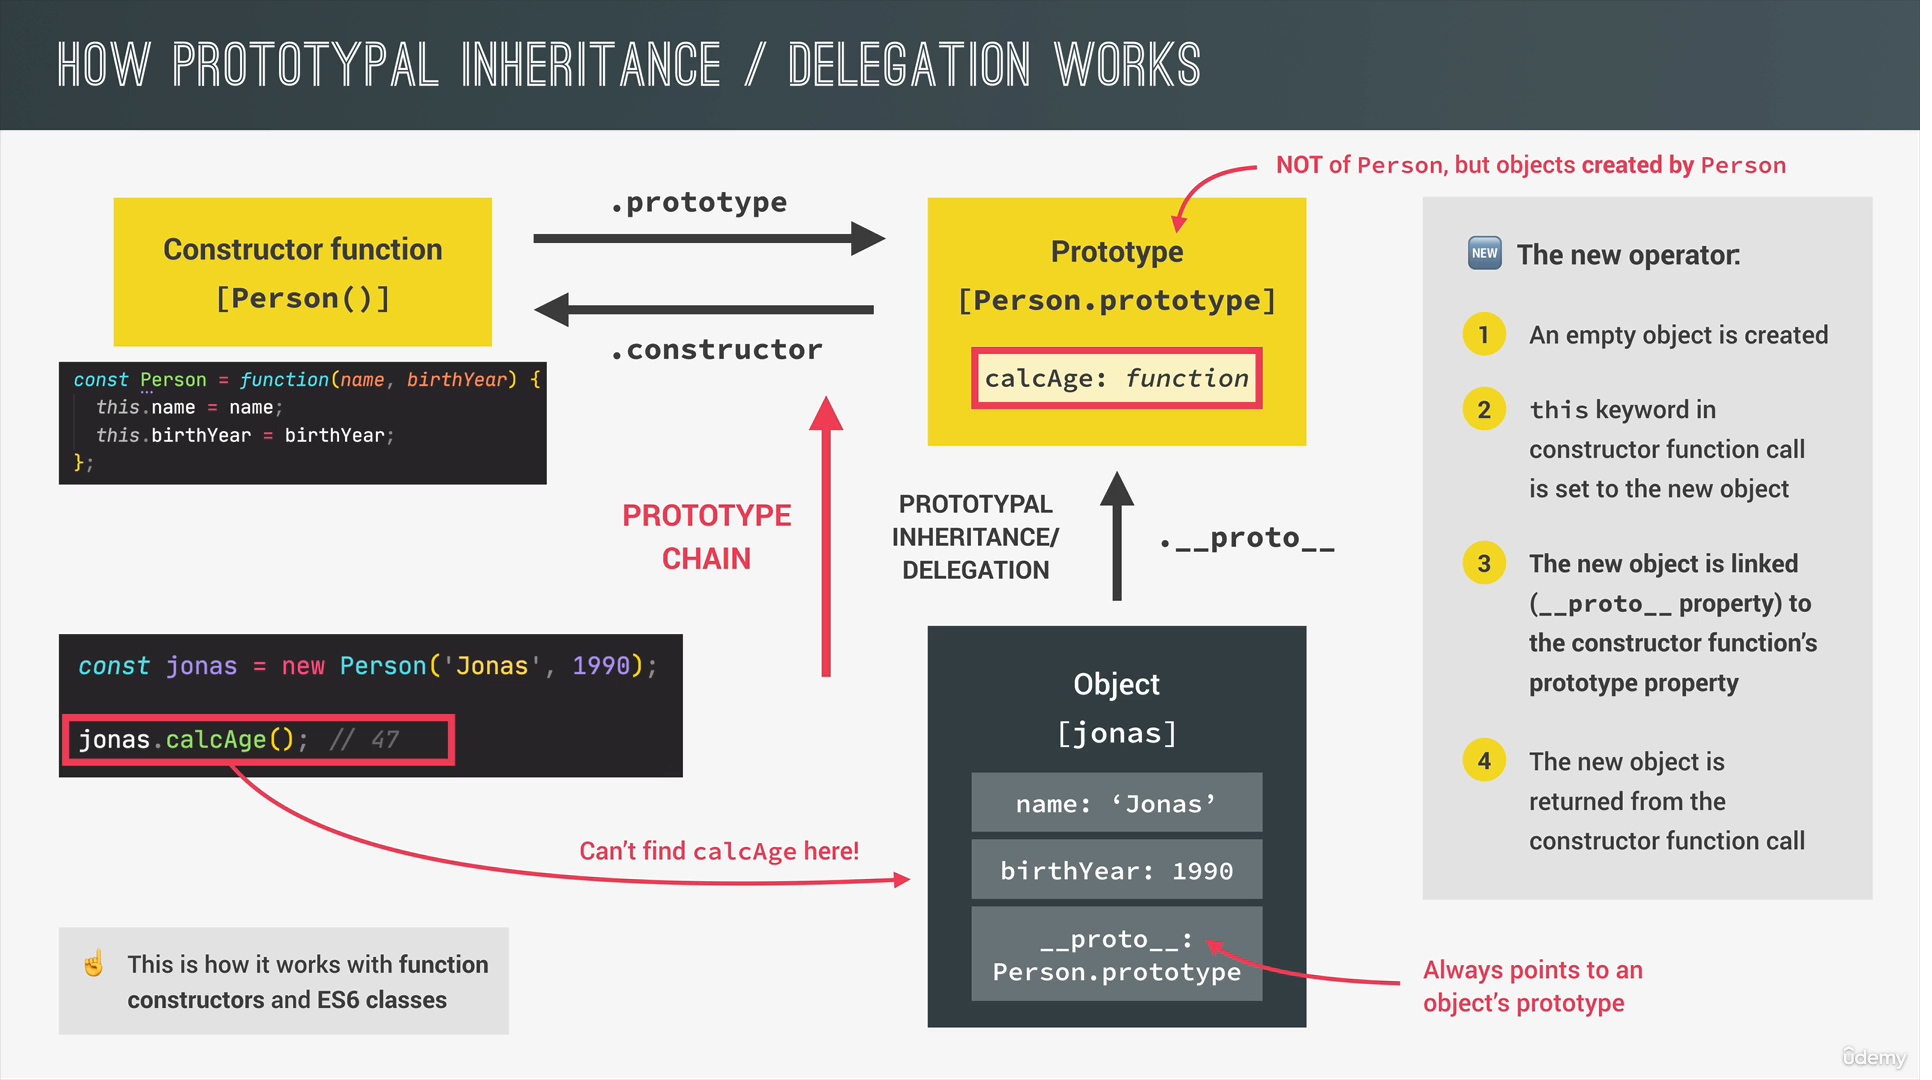 HOW PROTOTYPAL INHERITANCE / DELEGATION WORKS
NOT of Person, but objects created by Person
Constructor function
[Person()]
.prototype
.constructor
Prototype
[Person.prototype]
calcAge: function
const Person = function(name, birthYear) {
this.name = name;
this.birthYear = birthYear;
};
PROTOTYPE
CHAIN
PROTOTYPAL
INHERITANCE/
DELEGATION
.__proto__
const jonas = new Person('Jonas', 1990);
jonas.calcAge(); // 47
Can't find calcAge here!
Object
[jonas]
name: ‘Jonas’
birthYear: 1990
__proto__:
Person.prototype
Always points to an
object's prototype
☝️ This is how it works with function
constructors and ES6 classes
NEW The new operator:
1 An empty object is created
2 this keyword in
constructor function call
is set to the new object
3 The new object is linked
(__proto__ property) to
the constructor function’s
prototype property
4 The new object is
returned from the
constructor function call
ûdemy